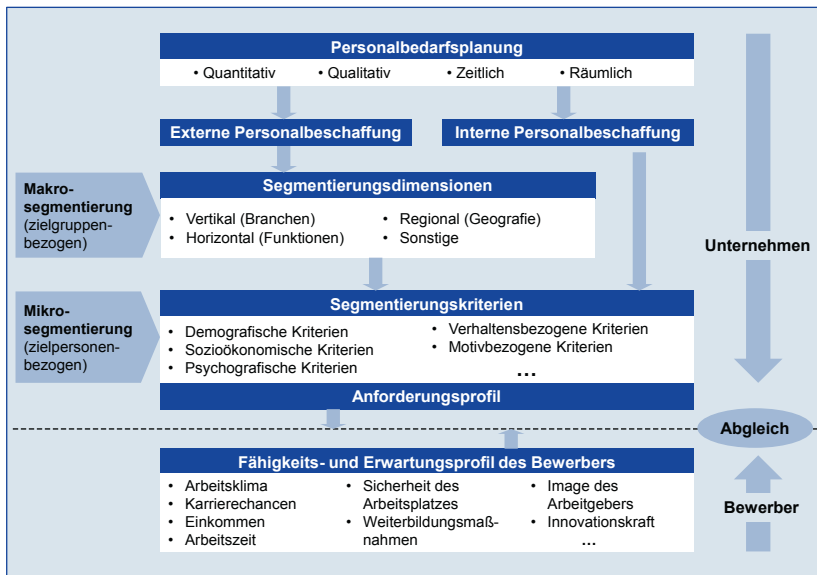 Personalbedarfsplanung
• Quantitativ • Qualitativ • Zeitlich • Räumlich
Externe Personalbeschaffung
Interne Personalbeschaffung
Makro-
segmentierung
(zielgruppen-
bezogen)
Segmentierungsdimensionen
• Vertikal (Branchen)
• Horizontal (Funktionen)
• Regional (Geografie)
• Sonstige
Unternehmen
Mikro-
segmentierung
(zielpersonen-
bezogen)
Segmentierungskriterien
• Demografische Kriterien
• Sozioökonomische Kriterien
• Psychografische Kriterien
• Verhaltensbezogene Kriterien
• Motivbezogene Kriterien
...
Anforderungsprofil
Abgleich
Fähigkeits- und Erwartungsprofil des Bewerbers
• Arbeitsklima
• Karrierechancen
• Einkommen
• Arbeitszeit
• Sicherheit des
Arbeitsplatzes
• Weiterbildungsmaß-
nahmen
• Image des
Arbeitgebers
• Innovationskraft
...
Bewerber